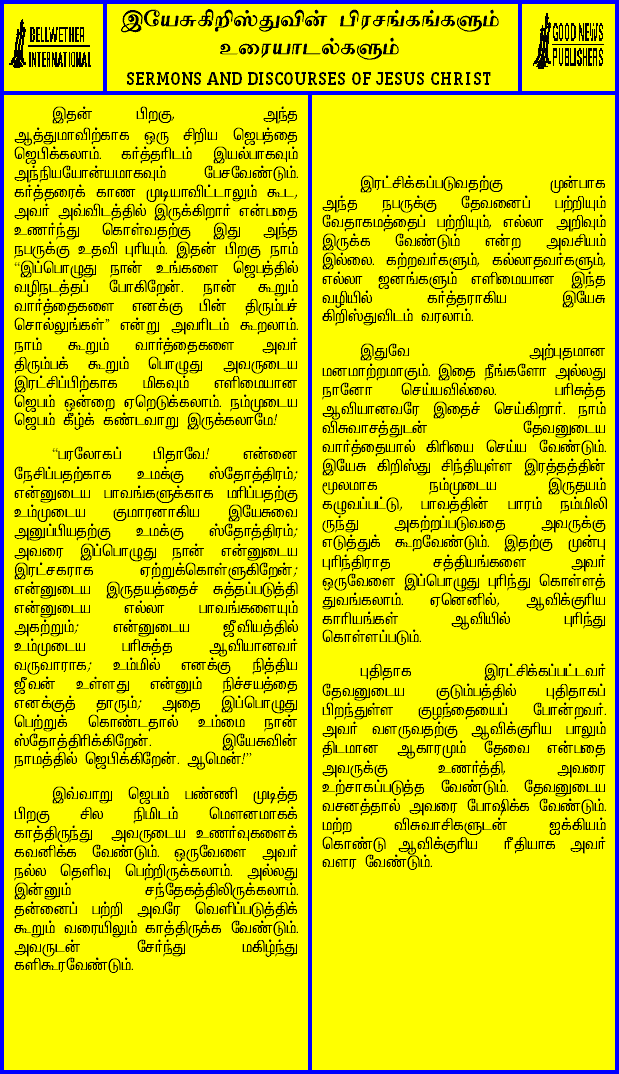 BELLWETHER
INTERNATIONAL
இயேசுகிறிஸ்துவின் பிரசங்கங்களும்
உரையாடல்களும்
SERMONS AND DISCOURSES OF JESUS CHRIST
GOOD NEWS
PUBLISHERS
இதன் பிறகு, அந்த
ஆத்துமாவிற்காக ஒரு சிறிய ஜெபத்தை
ஜெபிக்கலாம். கர்த்தரிடம் இயல்பாகவும்
அந்நியயோன்யமாகவும் பேசவேண்டும்.
கர்த்தரைக் காண முடியாவிட்டாலும் கூட,
அவர் அவ்விடத்தில் இருக்கிறார் என்பதை
உணர்ந்து கொள்வதற்கு இது அந்த
நபருக்கு உதவி புரியும். இதன் பிறகு நாம்
“இப்பொழுது நான் உங்களை ஜெபத்தில்
வழிநடத்தப் போகிறேன். நான் கூறும்
வார்த்தைகளை எனக்கு பின் திரும்பச்
சொல்லுங்கள்” என்று அவரிடம் கூறலாம்.
நாம் கூறும் வார்த்தைகளை அவர்
திரும்பக் கூறும் பொழுது அவருடைய
இரட்சிப்பிற்காக மிகவும் எளிமையான
ஜெபம் ஒன்றை ஏறெடுக்கலாம். நம்முடைய
ஜெபம் கீழ்க் கண்டவாறு இருக்கலாமே!
“பரலோகப் பிதாவே! என்னை
நேசிப்பதற்காக உமக்கு ஸ்தோத்திரம்;
என்னுடைய பாவங்களுக்காக மரிப்பதற்கு
உம்முடைய குமாரனாகிய இயேசுவை
அனுப்பியதற்கு உமக்கு ஸ்தோத்திரம்;
அவரை இப்பொழுது நான் என்னுடைய
இரட்சகராக ஏற்றுக்கொள்ளுகிறேன்;
என்னுடைய இருதயத்தைச் சுத்தப்படுத்தி
என்னுடைய எல்லா பாவங்களையும்
அகற்றும்; என்னுடைய ஜீவியத்தில்
உம்முடைய பரிசுத்த ஆவியானவர்
வருவாராக; உம்மில் எனக்கு நித்திய
ஜீவன் உள்ளது என்னும் நிச்சயத்தை
எனக்குத் தாரும்; அதை இப்பொழுது
பெற்றுக் கொண்டதால் உம்மை நான்
ஸ்தோத்திரிக்கிறேன். இயேசுவின்
நாமத்தில் ஜெபிக்கிறேன். ஆமென்!”
இவ்வாறு ஜெபம் பண்ணி முடித்த
பிறகு சில நிமிடம் மௌனமாகக்
காத்திருந்து அவருடைய உணர்வுகளைக்
கவனிக்க வேண்டும். ஒருவேளை அவர்
நல்ல தெளிவு பெற்றிருக்கலாம். அல்லது
இன்னும் சந்தேகத்திலிருக்கலாம்.
தன்னைப் பற்றி அவரே வெளிப்படுத்திக்
கூறும் வரையிலும் காத்திருக்க வேண்டும்.
அவருடன் சேர்ந்து மகிழ்ந்து
களிகூரவேண்டும்.
இரட்சிக்கப்படுவதற்கு முன்பாக
அந்த நபருக்கு தேவனைப் பற்றியும்
வேதாகமத்தைப் பற்றியும், எல்லா அறிவும்
இருக்க வேண்டும் என்ற அவசியம்
இல்லை. கற்றவர்களும், கல்லாதவர்களும்,
எல்லா ஜனங்களும் எளிமையான இந்த
வழியில் கர்த்தராகிய இயேசு
கிறிஸ்துவிடம் வரலாம்.
இதுவே அற்புதமான
மனமாற்றமாகும். இதை நீங்களோ அல்லது
நானோ செய்யவில்லை. பரிசுத்த
ஆவியானவரே இதைச் செய்கிறார். நாம்
விசுவாசத்துடன் தேவனுடைய
வார்த்தையால் கிரியை செய்ய வேண்டும்.
இயேசு கிறிஸ்து சிந்தியுள்ள இரத்தத்தின்
மூலமாக நம்முடைய இருதயம்
கழுவப்பட்டு, பாவத்தின் பாரம் நம்மிலி
ருந்து அகற்றப்படுவதை அவருக்கு
எடுத்துக் கூறவேண்டும். இதற்கு முன்பு
புரிந்திராத சத்தியங்களை அவர்
ஒருவேளை இப்பொழுது புரிந்து கொள்ளத்
துவங்கலாம். ஏனெனில், ஆவிக்குரிய
காரியங்கள் ஆவியில் புரிந்து
கொள்ளப்படும்.
புதிதாக இரட்சிக்கப்பட்டவர்
தேவனுடைய குடும்பத்தில் புதிதாகப்
பிறந்துள்ள குழந்தையைப் போன்றவர்.
அவர் வளருவதற்கு ஆவிக்குரிய பாலும்
திடமான ஆகாரமும் தேவை என்பதை
அவருக்கு உணர்த்தி, அவரை
உற்சாகப்படுத்த வேண்டும். தேவனுடைய
வசனத்தால் அவரை போஷிக்க வேண்டும்.
மற்ற விசுவாசிகளுடன் ஐக்கியம்
கொண்டு ஆவிக்குரிய ரீதியாக அவர்
வளர வேண்டும்.